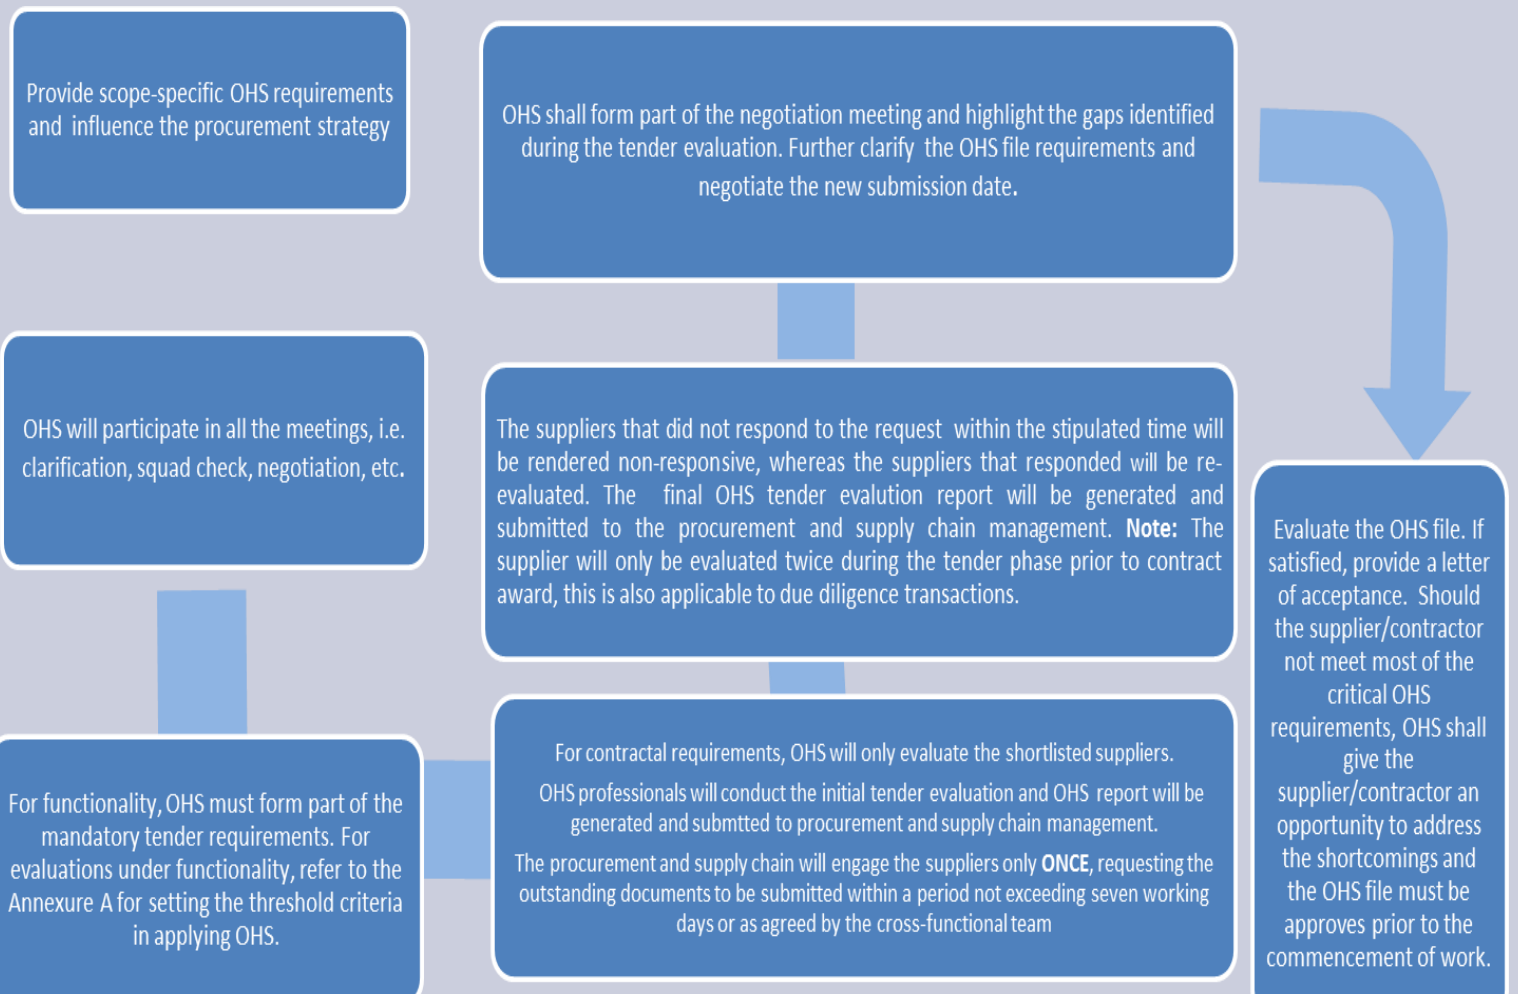 Provide scope-specific OHS requirements
and influence the procurement strategy
OHS will participate in all the meetings, i.e.
clarification, squad check, negotiation, etc.
For functionality, OHS must form part of the
mandatory tender requirements. For
evaluations under functionality, refer to the
Annexure A for setting the threshold criteria
in applying OHS.
For contractal requirements, OHS will only evaluate the shortlisted suppliers.
OHS professionals will conduct the initial tender evaluation and OHS report will be
generated and submtted to procurement and supply chain management.
The procurement and supply chain will engage the suppliers only ONCE, requesting the
outstanding documents to be submitted within a period not exceeding seven working
days or as agreed by the cross-functional team
The suppliers that did not respond to the request within the stipulated time will
be rendered non-responsive, whereas the suppliers that responded will be re-
evaluated. The final OHS tender evalution report will be generated and
submitted to the procurement and supply chain management. Note: The
supplier will only be evaluated twice during the tender phase prior to contract
award, this is also applicable to due diligence transactions.
OHS shall form part of the negotiation meeting and highlight the gaps identified
during the tender evaluation. Further clarify the OHS file requirements and
negotiate the new submission date.
Evaluate the OHS file. If
satisfied, provide a letter
of acceptance. Should
the supplier/contractor
not meet most of the
critical OHS
requirements, OHS shall
give the
supplier/contractor an
opportunity to address
the shortcomings and
the OHS file must be
approves prior to the
commencement of work.